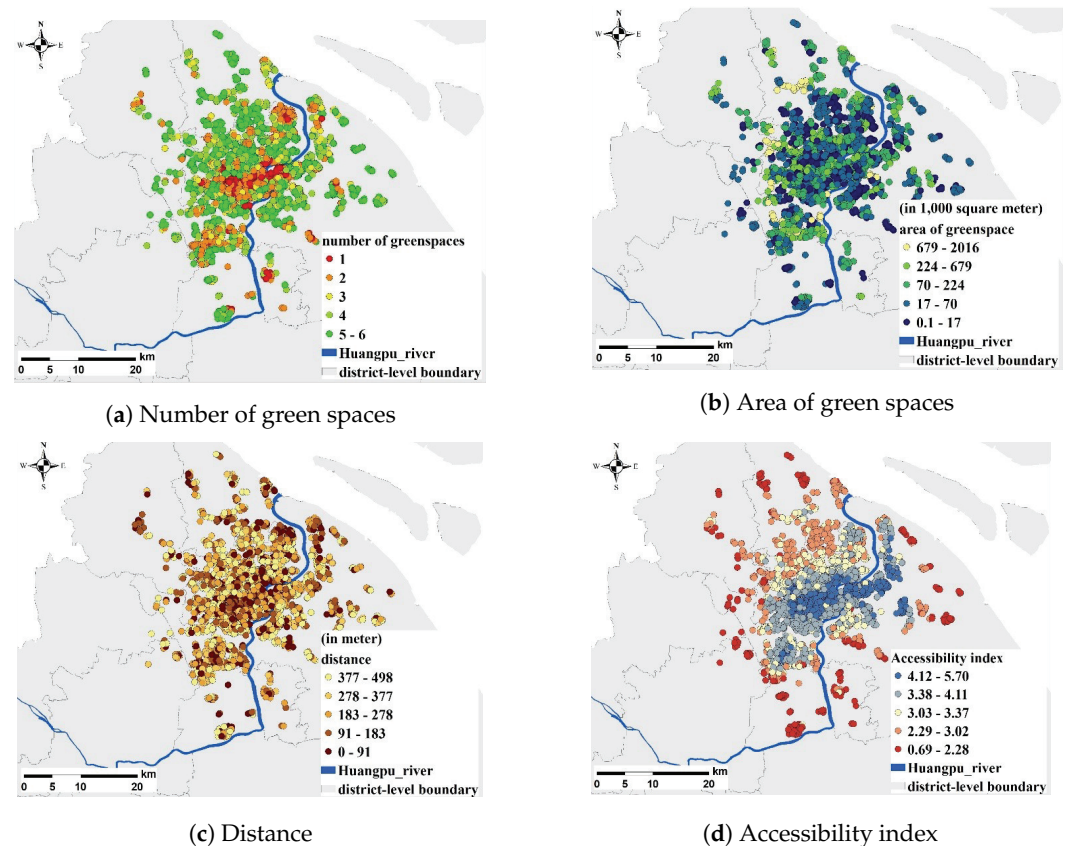 N
W E
S
number of greenspaces
1
2
3
4
5 - 6
Huangpu_river
district-level boundary
km
0 5 10 20
(a) Number of green spaces
N
W E
S
(in 1,000 square meter)
area of greenspace
679 - 2016
224 - 679
70 - 224
17 - 70
0.1 - 17
Huangpu_river
district-level boundary
km
0 5 10 20
(b) Area of green spaces
N
W E
S
(in meter)
distance
377 - 498
278 - 377
183 - 278
91 - 183
0 - 91
Huangpu_river
district-level boundary
km
0 5 10 20
(c) Distance
N
W E
S
Accessibility index
4.12 - 5.70
3.38 - 4.11
3.03 - 3.37
2.29 - 3.02
0.69 - 2.28
Huangpu_river
district-level boundary
km
0 5 10 20
(d) Accessibility index